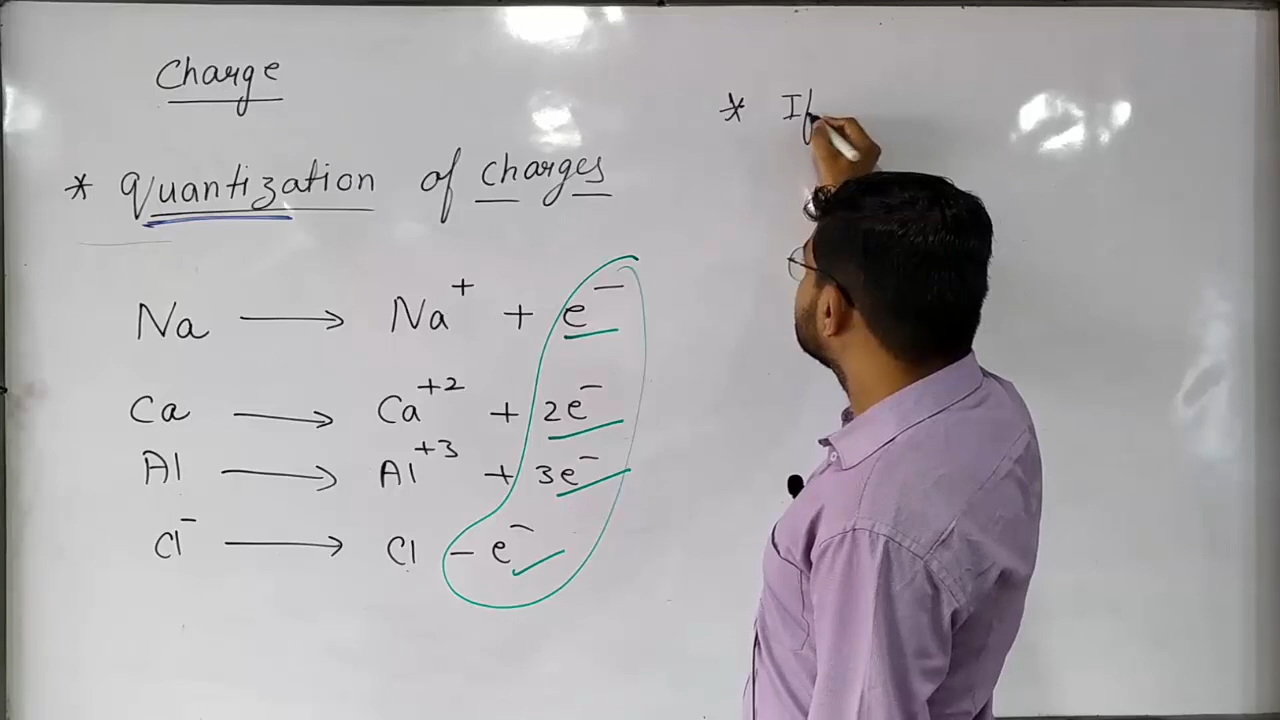 Charge
* Quantization of charges
Na ⟶ Na⁺ + e⁻
Ca ⟶ Ca⁺² + 2e⁻
Al ⟶ Al⁺³ + 3e⁻
Cl⁻ ⟶ Cl − e⁻
* If